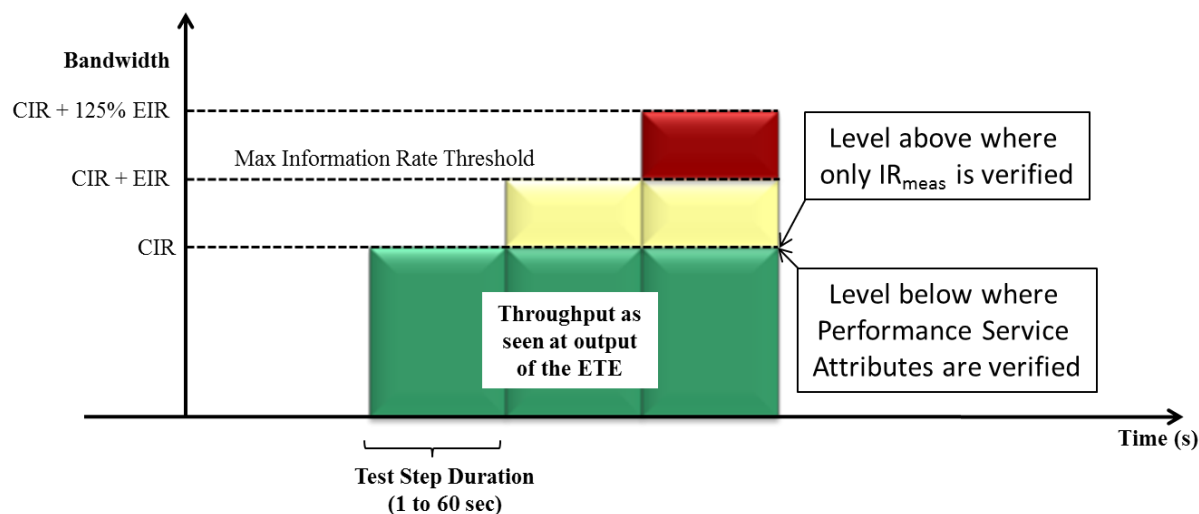 Bandwidth
CIR + 125% EIR
Max Information Rate Threshold
CIR + EIR
CIR
Level above where
only IRmeas is verified
Level below where
Performance Service
Attributes are verified
Throughput as
seen at output
of the ETE
Time (s)
Test Step Duration
(1 to 60 sec)